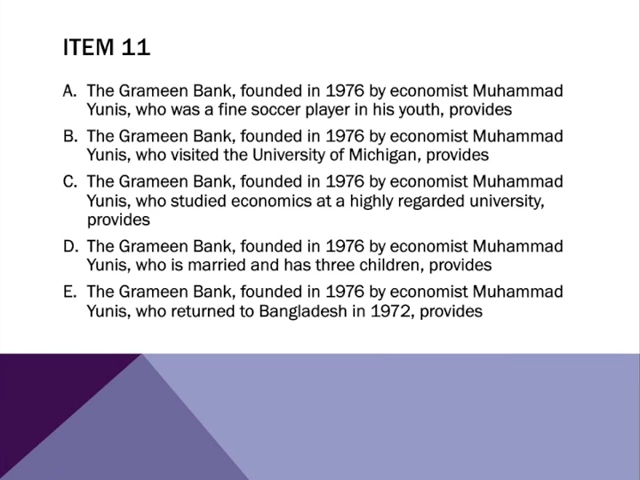 ITEM 11
A. The Grameen Bank, founded in 1976 by economist Muhammad
Yunis, who was a fine soccer player in his youth, provides
B. The Grameen Bank, founded in 1976 by economist Muhammad
Yunis, who visited the University of Michigan, provides
C. The Grameen Bank, founded in 1976 by economist Muhammad
Yunis, who studied economics at a highly regarded university,
provides
D. The Grameen Bank, founded in 1976 by economist Muhammad
Yunis, who is married and has three children, provides
E. The Grameen Bank, founded in 1976 by economist Muhammad
Yunis, who returned to Bangladesh in 1972, provides